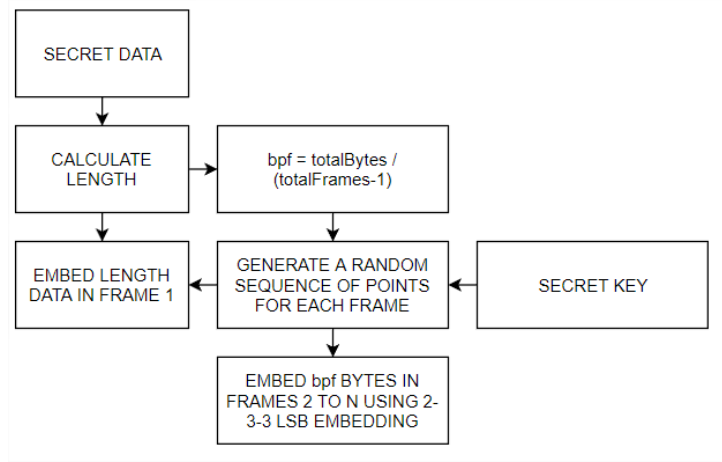 SECRET DATA
CALCULATE
LENGTH
bpf = totalBytes /
(totalFrames-1)
EMBED LENGTH
DATA IN FRAME 1
GENERATE A RANDOM
SEQUENCE OF POINTS
FOR EACH FRAME
SECRET KEY
EMBED bpf BYTES IN
FRAMES 2 TO N USING 2-
3-3 LSB EMBEDDING